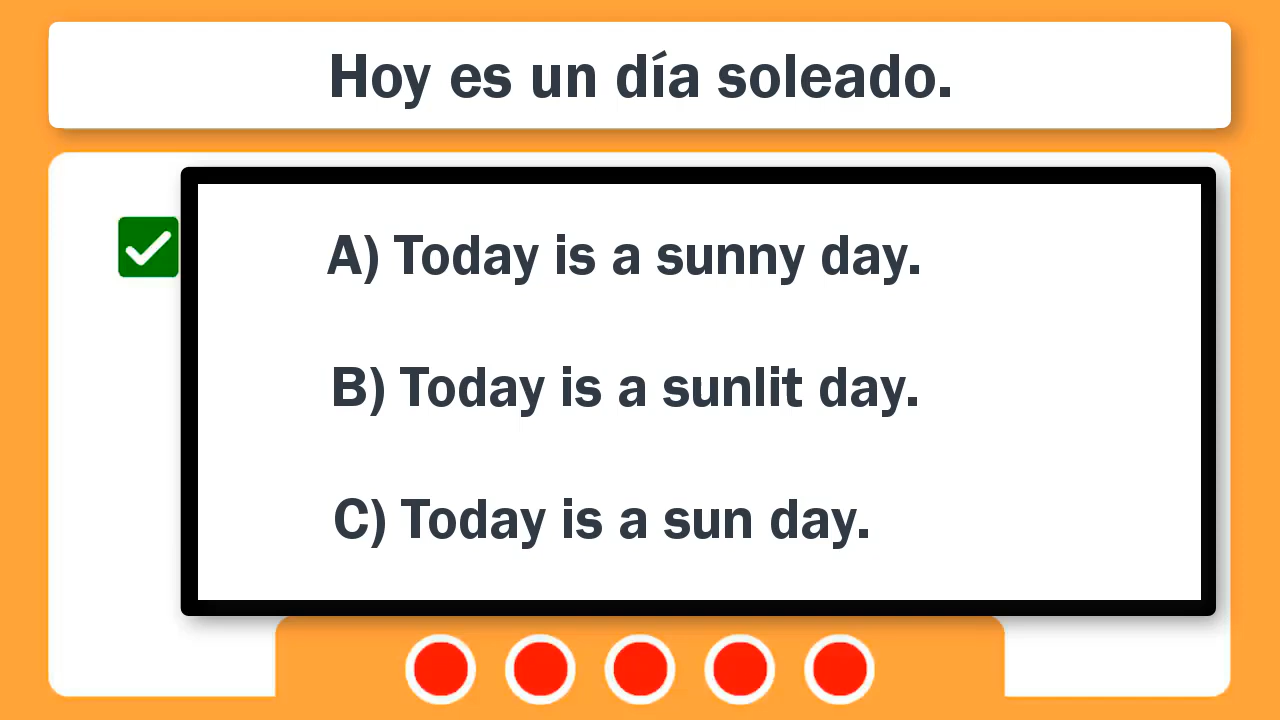 Hoy es un día soleado.
A) Today is a sunny day.
B) Today is a sunlit day.
C) Today is a sun day.